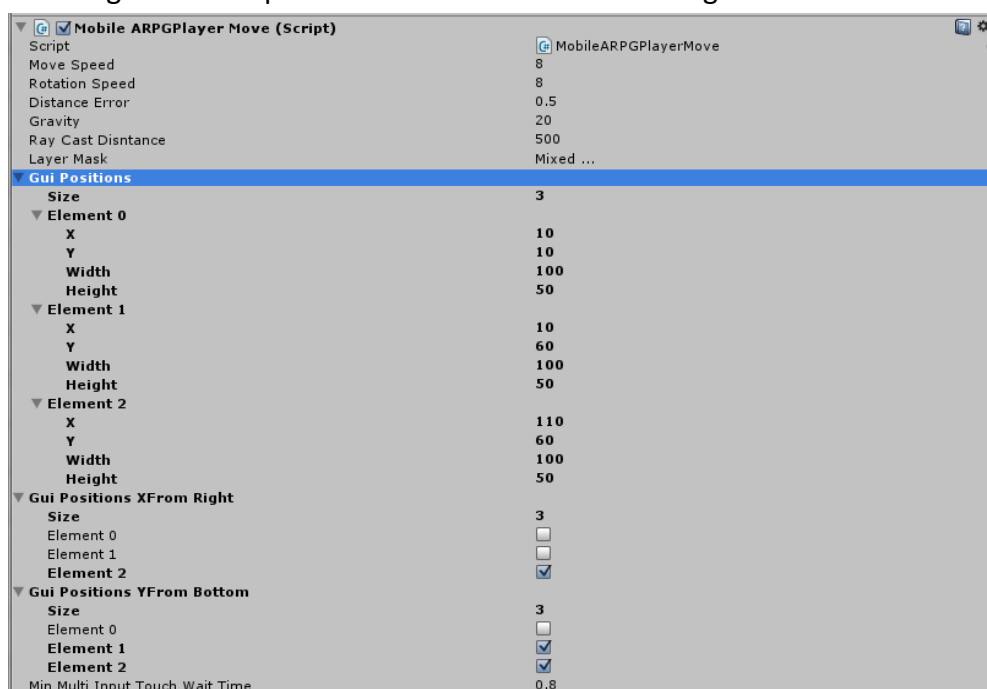 Mobile ARPGPlayer Move (Script)
Script MobileARPGPlayerMove
Move Speed 8
Rotation Speed 8
Distance Error 0.5
Gravity 20
Ray Cast Disntance 500
Layer Mask Mixed ...
Gui Positions
Size 3
Element 0
X 10
Y 10
Width 100
Height 50
Element 1
X 10
Y 60
Width 100
Height 50
Element 2
X 110
Y 60
Width 100
Height 50
Gui Positions XFrom Right
Size 3
Element 0
Element 1
Element 2
Gui Positions YFrom Bottom
Size 3
Element 0
Element 1
Element 2
Min Multi Input Touch Wait Time 0.8